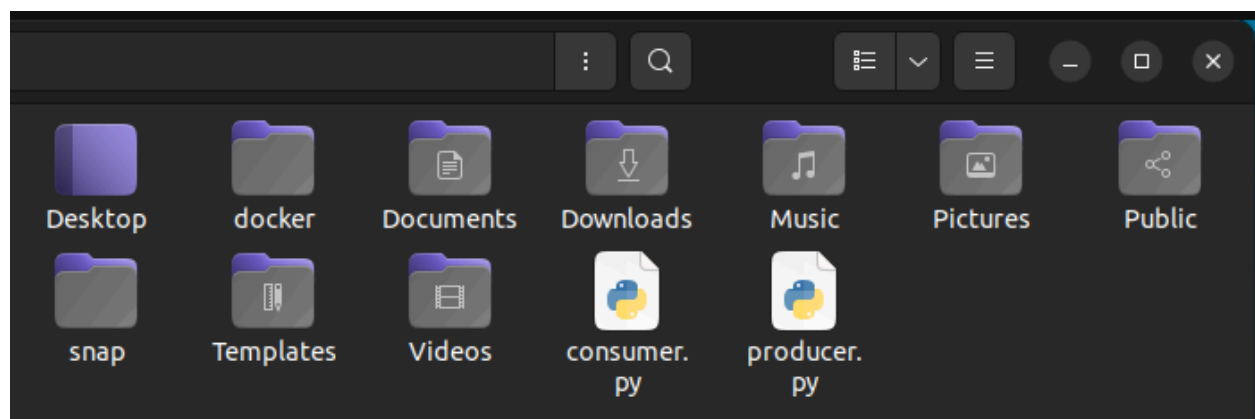 Desktop docker Documents Downloads Music Pictures Public
snap Templates Videos consumer. producer.
py py